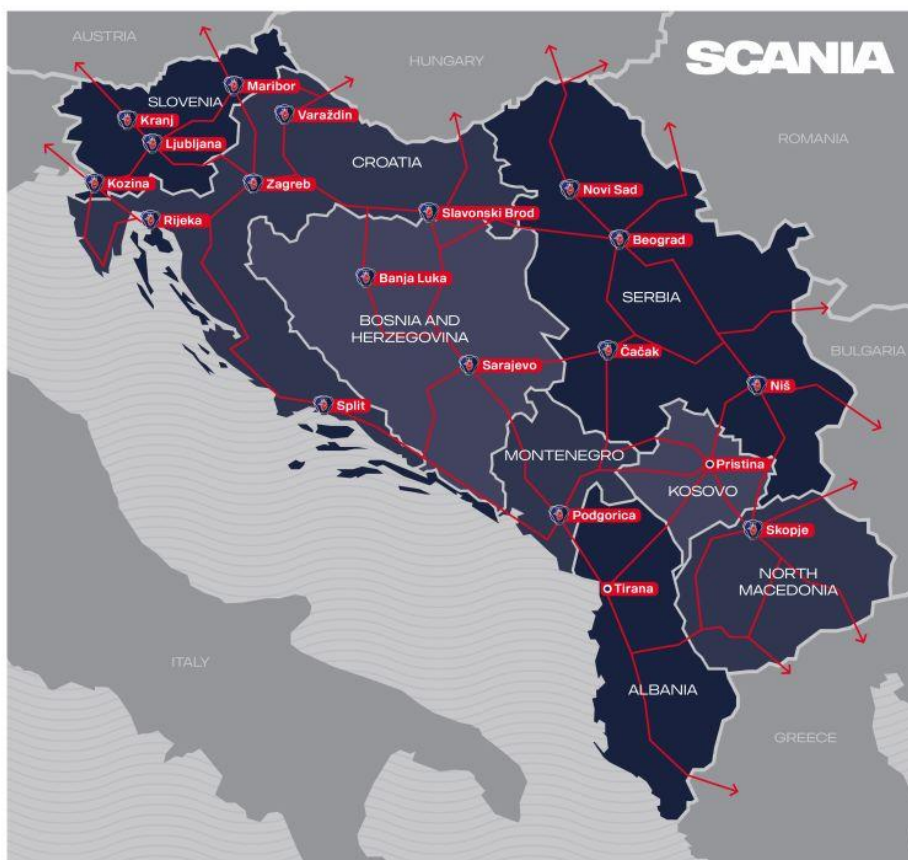 AUSTRIA
HUNGARY
SCANIA
Maribor
SLOVENIA
Varaždin
Kranj
ROMANIA
Ljubljana
CROATIA
Kozina
Zagreb
Novi Sad
Rijeka
Slavonski Brod
Beograd
Banja Luka
SERBIA
BOSNIA AND
HERZEGOVINA
BULGARIA
Čačak
Sarajevo
Niš
Split
MONTENEGRO
Pristina
KOSOVO
Podgorica
Skopje
NORTH
MACEDONIA
Tirana
ITALY
ALBANIA
GREECE